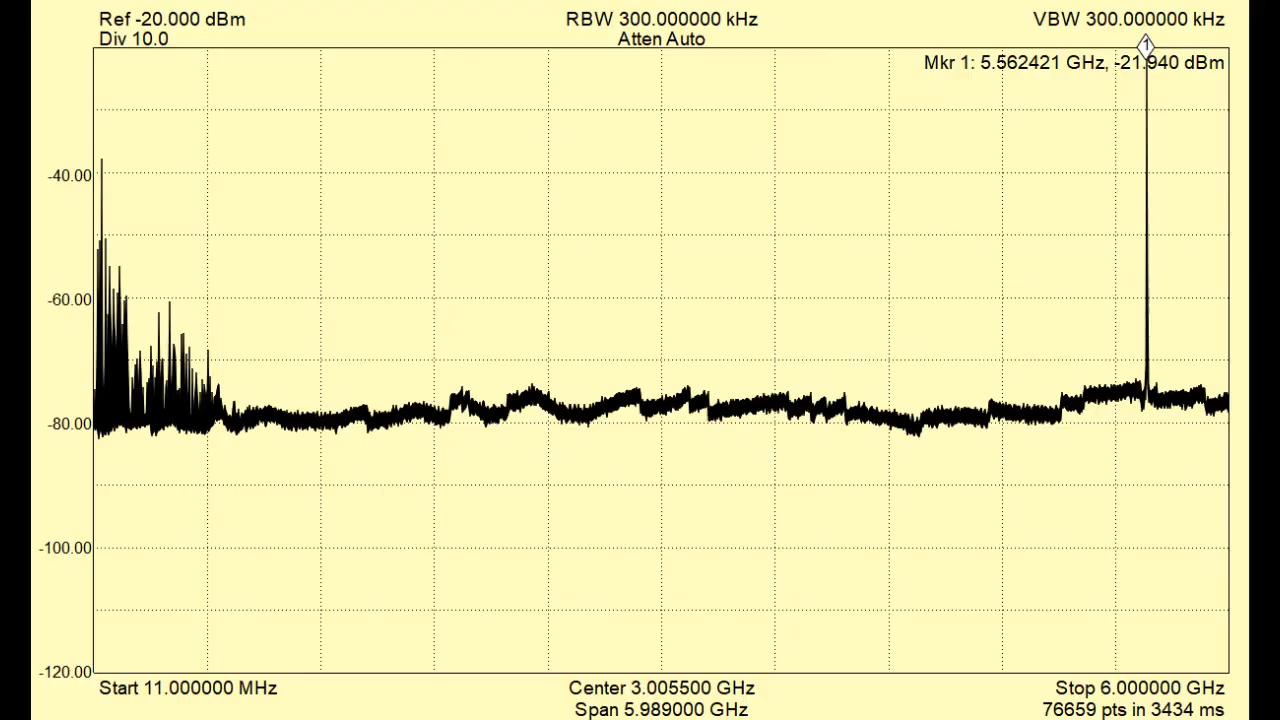 Ref -20.000 dBm
RBW 300.000000 kHz
VBW 300.000000 kHz
Div 10.0
Atten Auto
1
Mkr 1: 5.562421 GHz, -21.940 dBm
-40.00
-60.00
-80.00
-100.00
-120.00
Start 11.000000 MHz
Center 3.005500 GHz
Stop 6.000000 GHz
Span 5.989000 GHz
76659 pts in 3434 ms